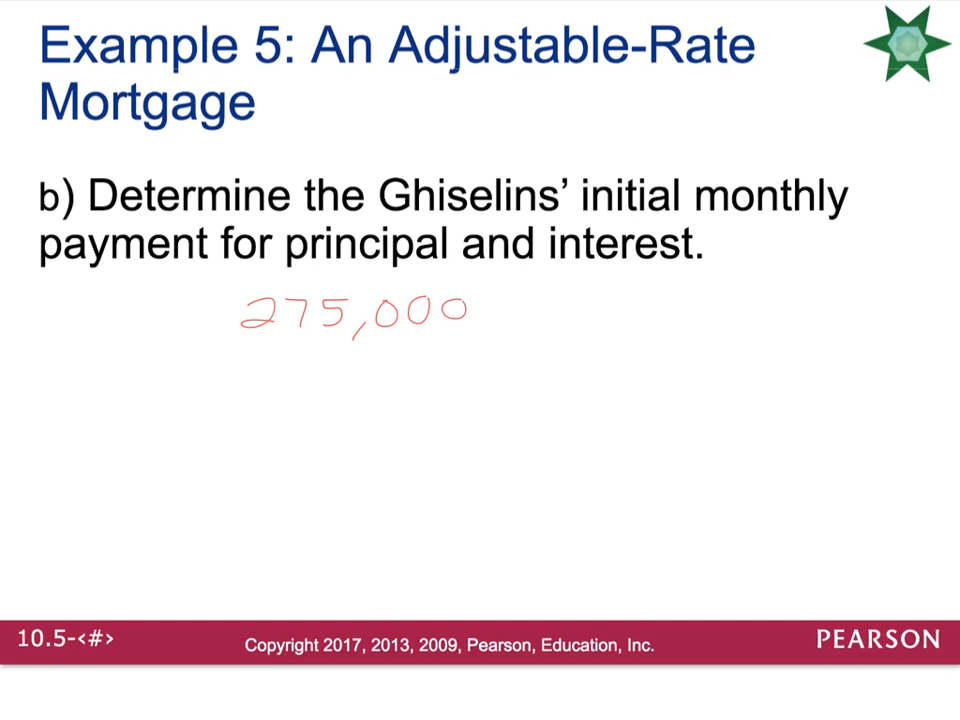 Example 5: An Adjustable-Rate
Mortgage
b) Determine the Ghiselins’ initial monthly
payment for principal and interest.
275,000
10.5-<#>
Copyright 2017, 2013, 2009, Pearson, Education, Inc.
PEARSON